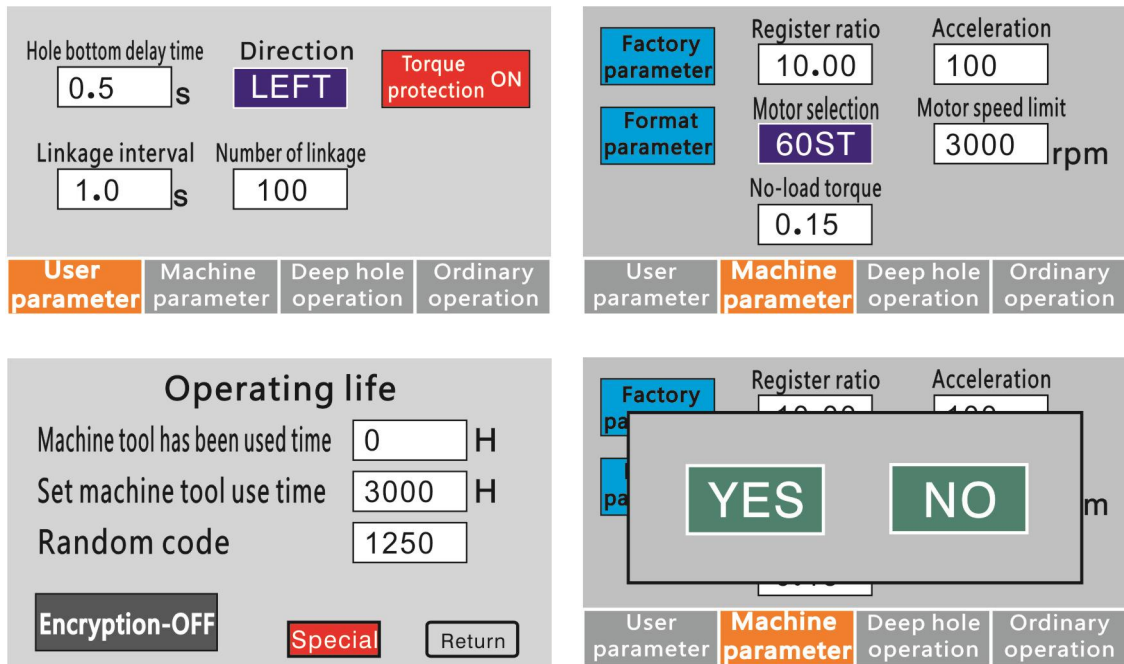 Hole bottom delay time
0.5 s
Direction
LEFT
Torque
protection ON
Linkage interval
1.0 s
Number of linkage
100
User
parameter
Machine
parameter
Deep hole
operation
Ordinary
operation
Factory
parameter
Register ratio
10.00
Acceleration
100
Format
parameter
Motor selection
60ST
Motor speed limit
3000 rpm
No-load torque
0.15
User
parameter
Machine
parameter
Deep hole
operation
Ordinary
operation
Operating life
Machine tool has been used time 0 H
Set machine tool use time 3000 H
Random code 1250
Encryption-OFF
Special
Return
Factory
Register ratio
Acceleration
pa
pa
m
YES
NO
User
parameter
Machine
parameter
Deep hole
operation
Ordinary
operation